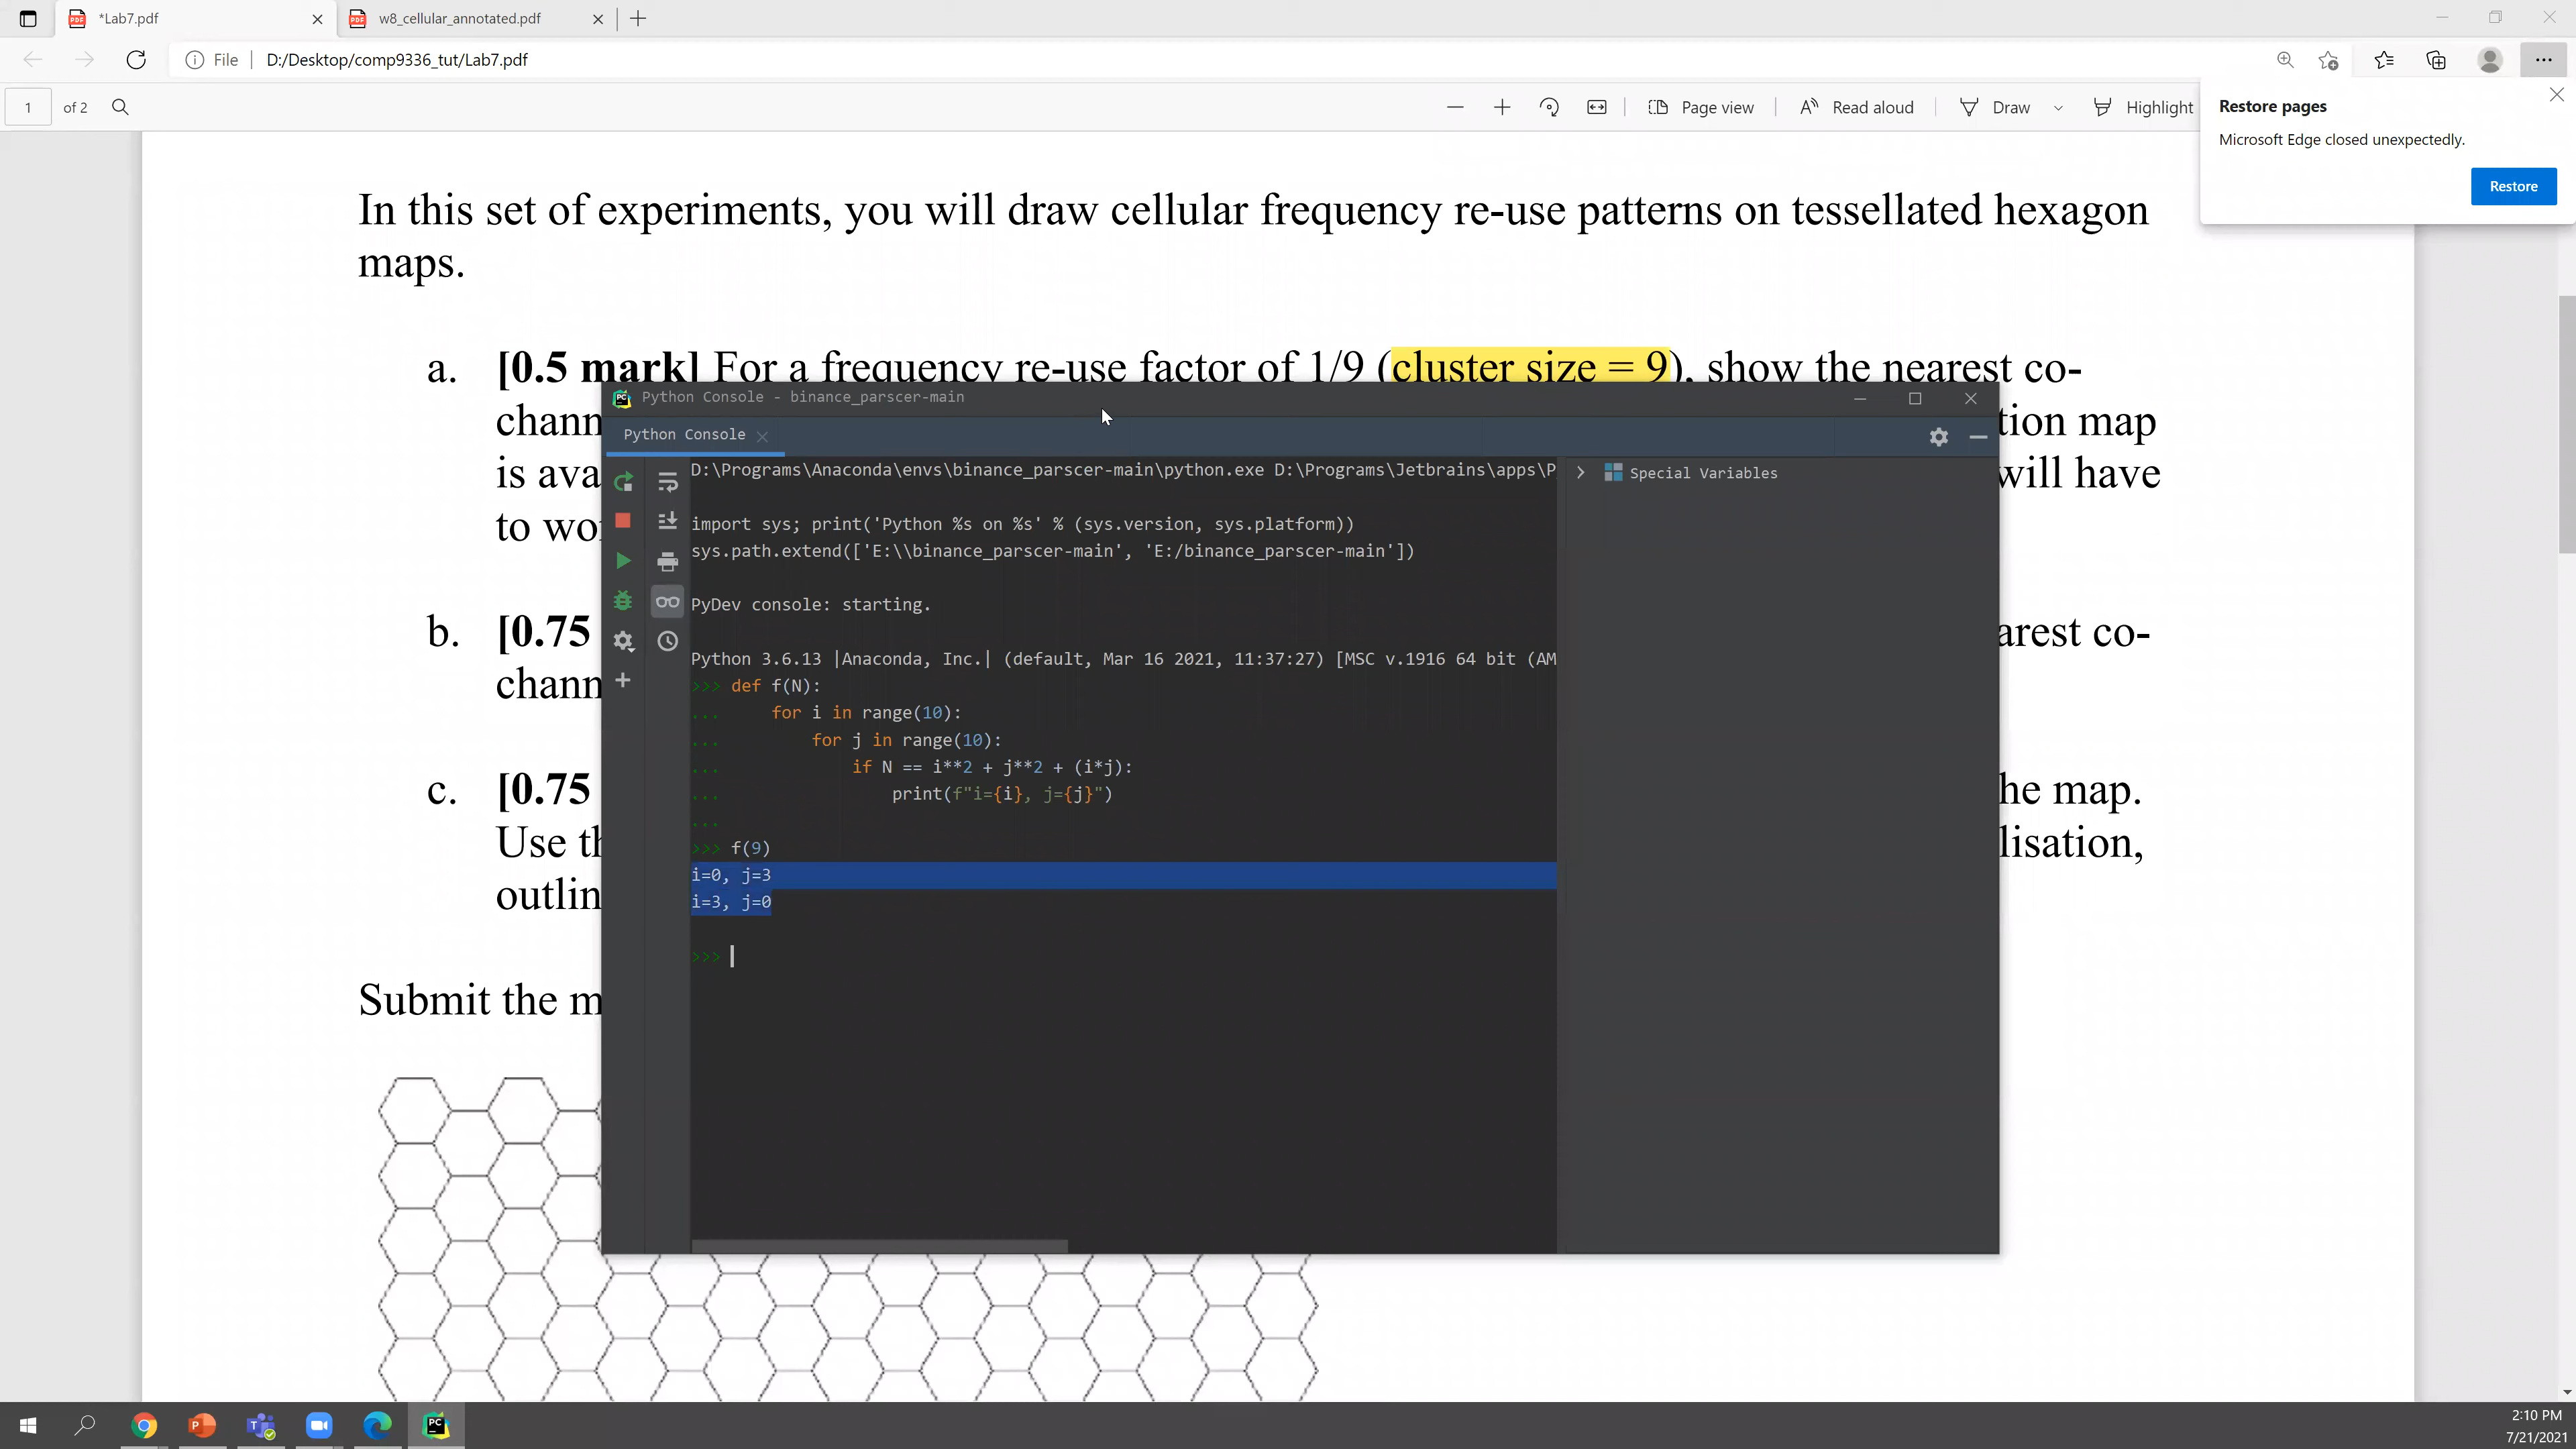 *Lab7.pdf
w8_cellular_annotated.pdf
File
D:/Desktop/comp9336_tut/Lab7.pdf
1 of 2
Page view
Read aloud
Draw
Highlight
Restore pages
Microsoft Edge closed unexpectedly.
Restore
In this set of experiments, you will draw cellular frequency re-use patterns on tessellated hexagon
maps.
a. [0.5 mark] For a frequency re-use factor of 1/9 (cluster size = 9), show the nearest co-
chann
tion map
is ava
will have
to wo
b. [0.75
arest co-
chann
c. [0.75
he map.
Use th
lisation,
outlin
Submit the m
Python Console - binance_parscer-main
Python Console
D:\Programs\Anaconda\envs\binance_parscer-main\python.exe D:\Programs\Jetbrains\apps\P
import sys; print('Python %s on %s' % (sys.version, sys.platform))
sys.path.extend(['E:\\binance_parscer-main', 'E:/binance_parscer-main'])
PyDev console: starting.
Python 3.6.13 |Anaconda, Inc.| (default, Mar 16 2021, 11:37:27) [MSC v.1916 64 bit (AM
>>> def f(N):
... for i in range(10):
... for j in range(10):
... if N == i**2 + j**2 + (i*j):
... print(f"i={i}, j={j}")
...
>>> f(9)
i=0, j=3
i=3, j=0
>>>
Special Variables
2:10 PM
7/21/2021